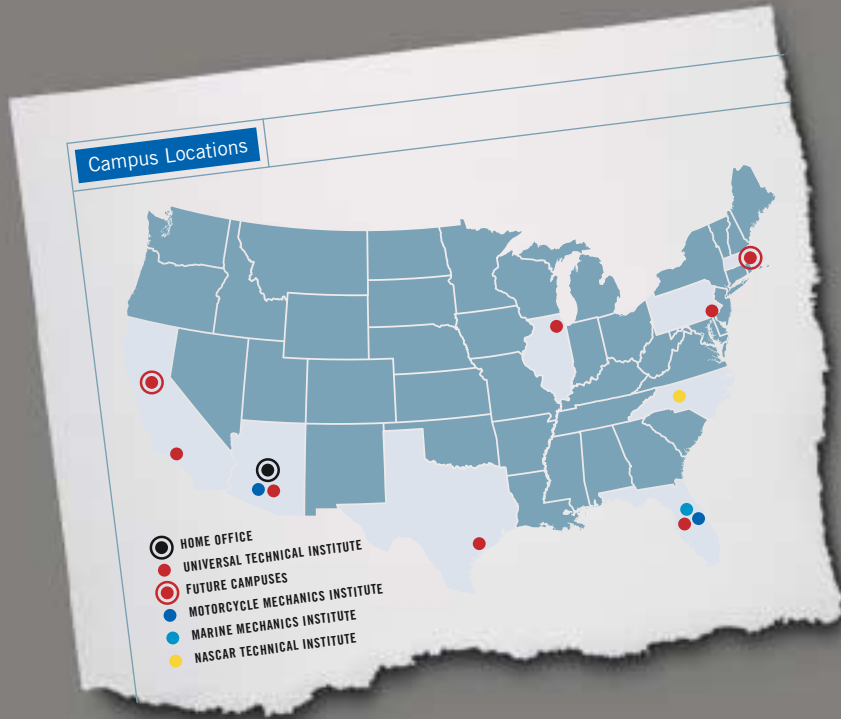 Campus Locations
HOME OFFICE
UNIVERSAL TECHNICAL INSTITUTE
FUTURE CAMPUSES
MOTORCYCLE MECHANICS INSTITUTE
MARINE MECHANICS INSTITUTE
NASCAR TECHNICAL INSTITUTE